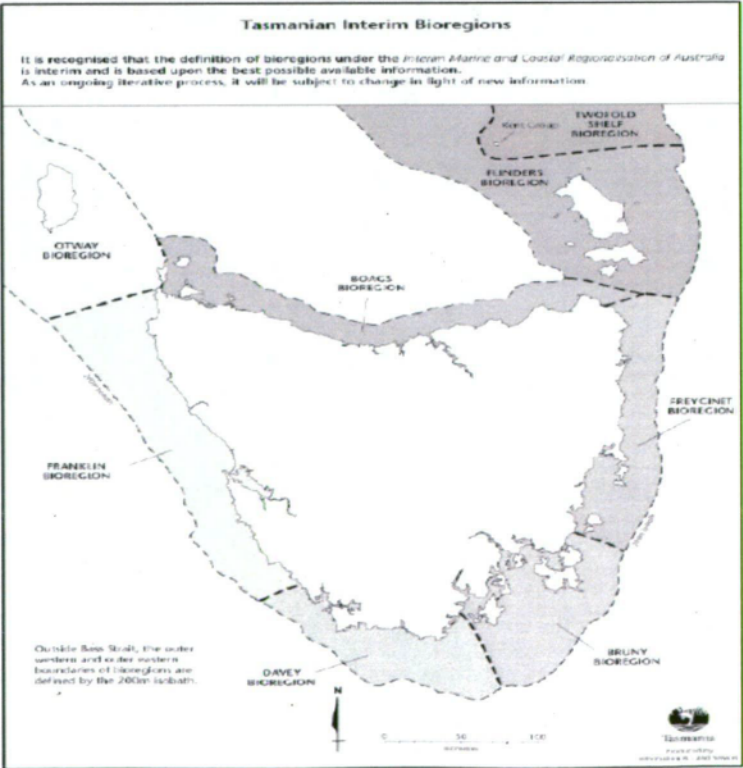 Tasmanian Interim Bioregions
It is recognised that the definition of bioregions under the Interim Marine and Coastal Regionalisation of Australia
is interim and is based upon the best possible available information.
As an ongoing iterative process, it will be subject to change in light of new information.
TWOFOLD
SHELF
BIOREGION
Kent Group
FLINDERS
BIOREGION
OTWAY
BIOREGION
BOAGS
BIOREGION
FREYCINET
BIOREGION
FRANKLIN
BIOREGION
Outside Bass Strait, the outer
western and outer eastern
boundaries of bioregions are
defined by the 200m isobath.
DAVEY
BIOREGION
BRUNY
BIOREGION
N
0 50 100
Tasmania